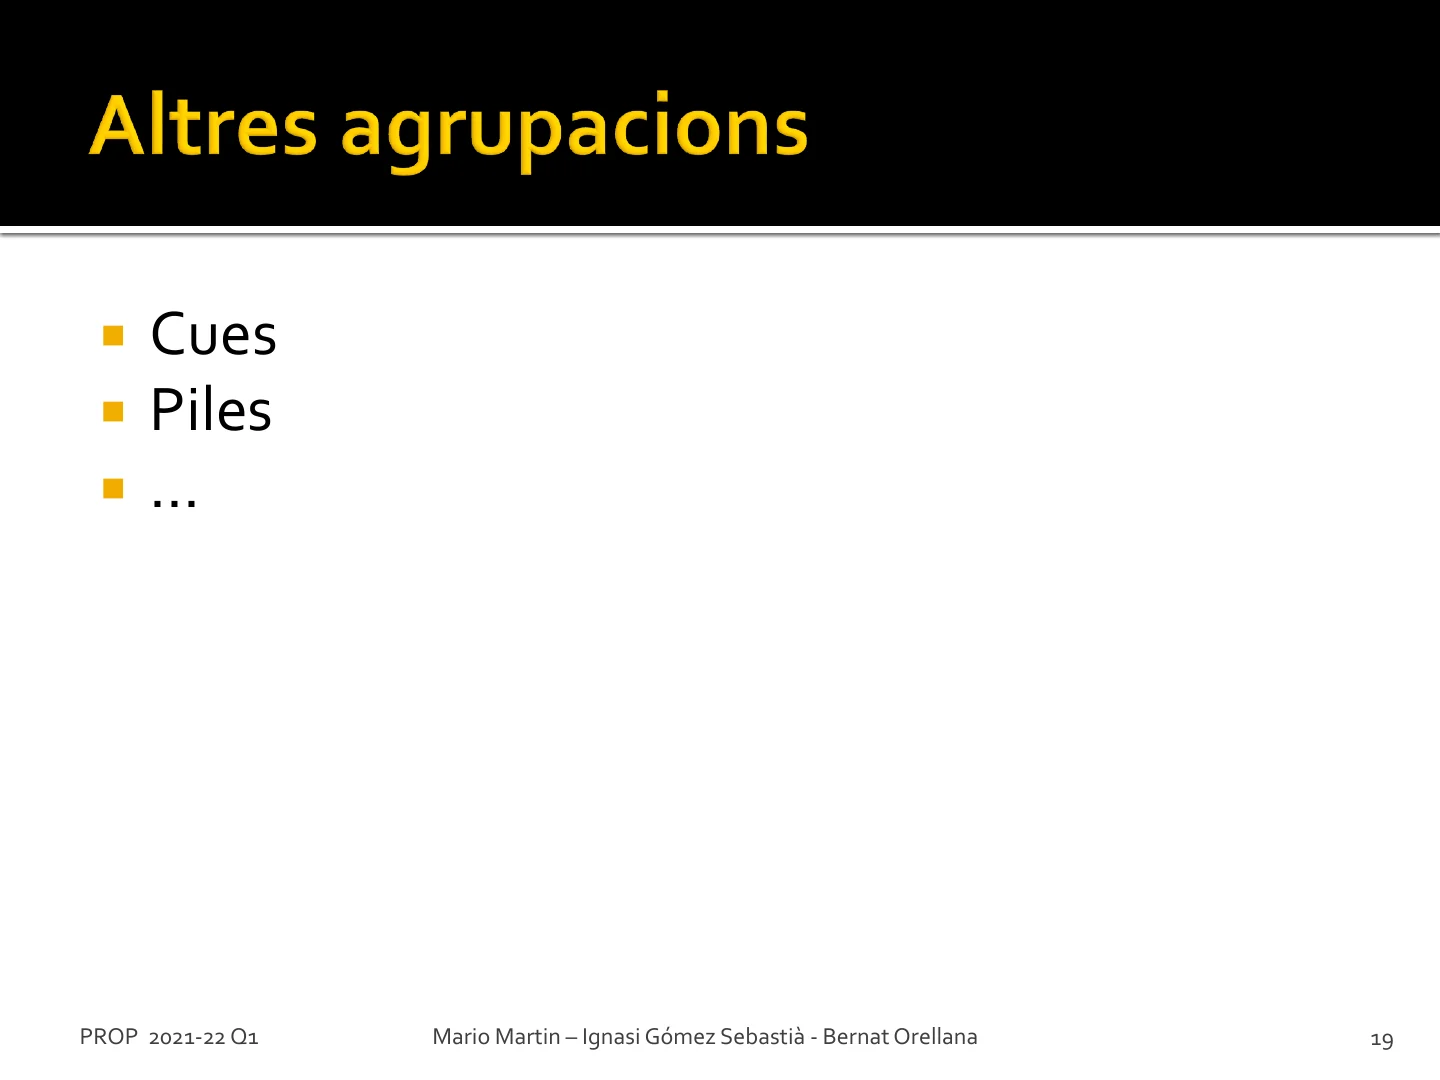 Altres agrupacions
Cues
Piles
...
PROP 2021-22 Q1
Mario Martin – Ignasi Gómez Sebastià - Bernat Orellana
19